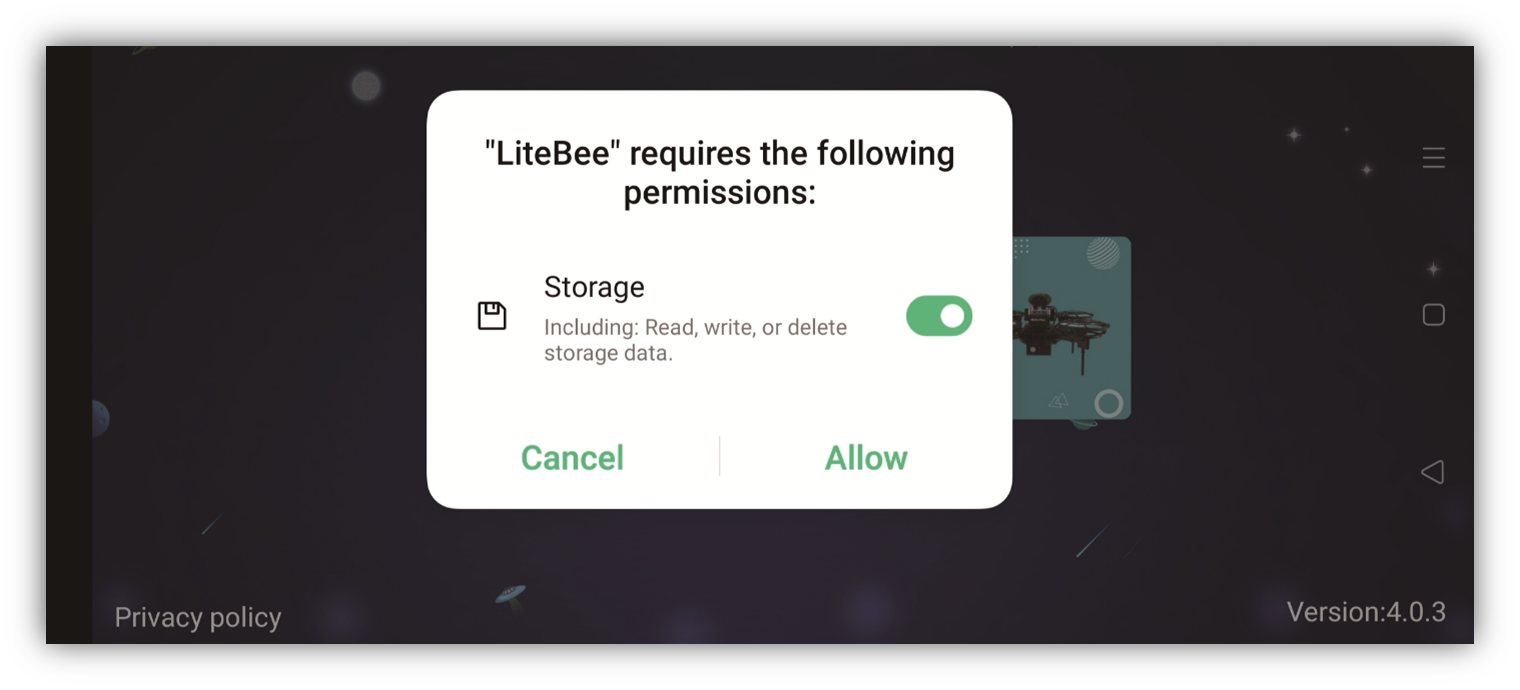 "LiteBee" requires the following
permissions:
Storage
Including: Read, write, or delete
storage data.
Cancel
Allow
Privacy policy
Version:4.0.3